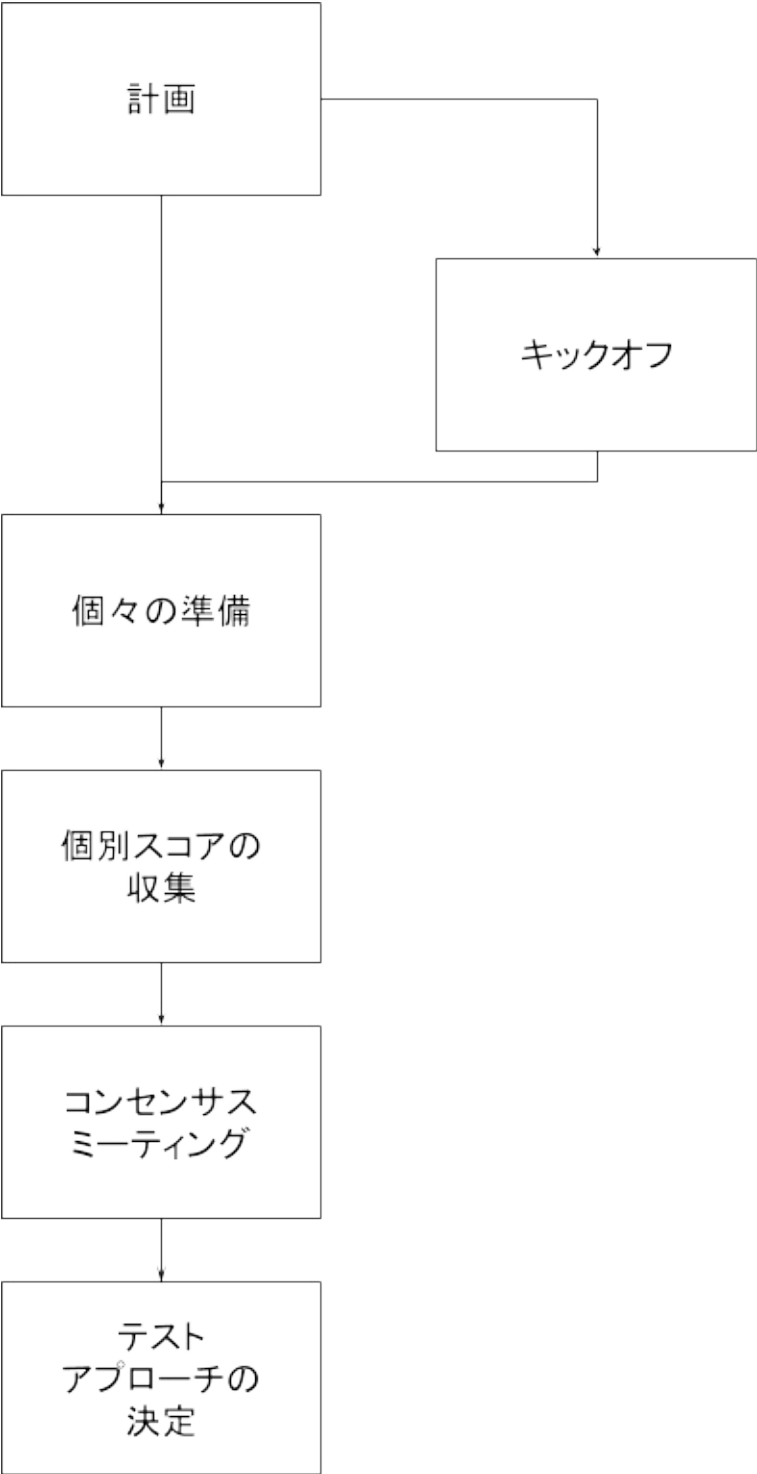 計画
キックオフ
個々の準備
個別スコアの
収集
コンセンサス
ミーティング
テスト
アプローチの
決定